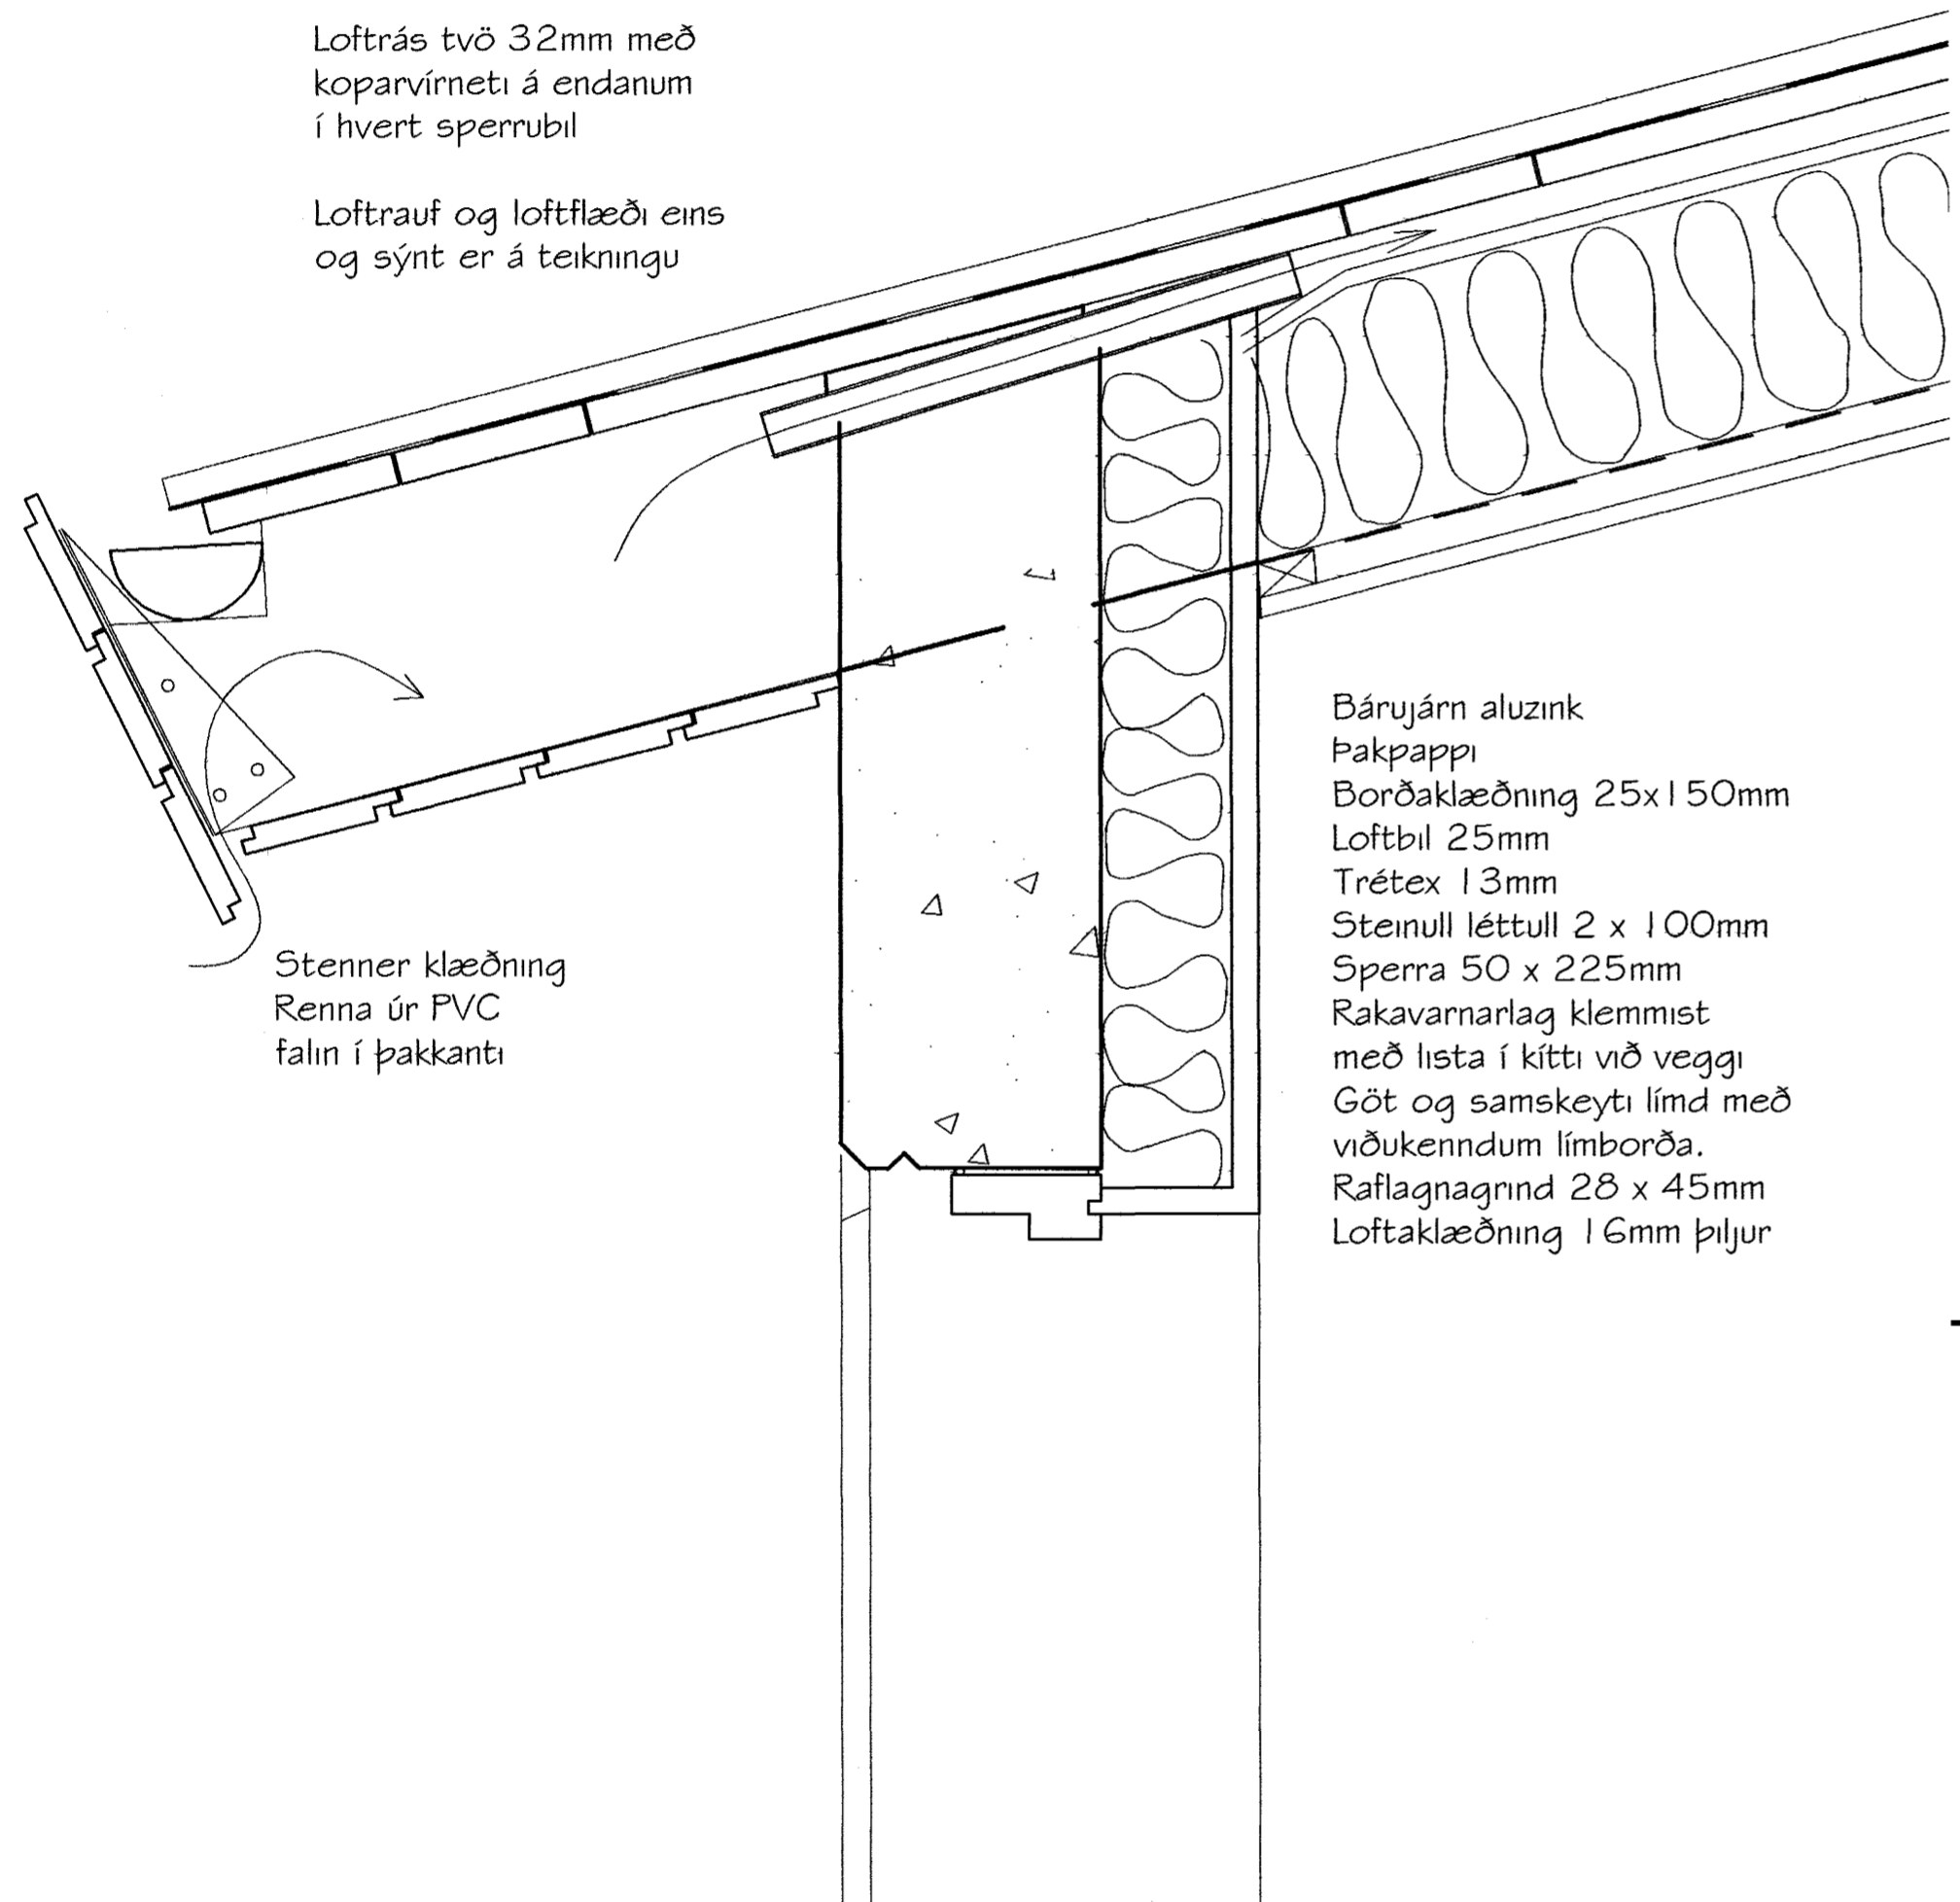 Loftrás tvö 32mm með
koparvírneti á endanum
í hvert sperrubil
Loftrauf og loftflæði eins
og sýnt er á teikningu
Stenner klæðning
Renna úr PVC
falin í þakkanti
Bárujárn aluzink
Þakpappi
Borðaklæðning 25x150mm
Loftbil 25mm
Trétex 13mm
Steinull léttull 2 x 100mm
Sperra 50 x 225mm
Rakavarnarlag klemmist
með lista í kítti við veggi
Göt og samskeyti límd með
viðukenndum límborða.
Raflagnagrind 28 x 45mm
Loftaklæðning 16mm þiljur